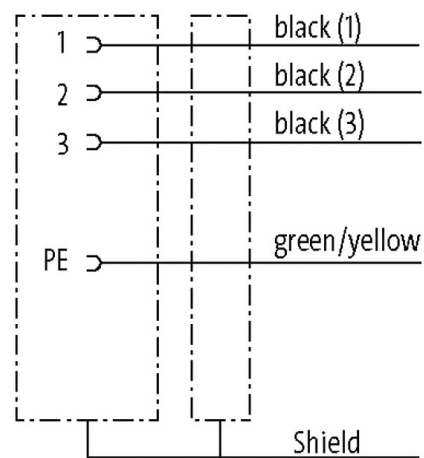 1 black (1)
2 black (2)
3 black (3)
PE green/yellow
Shield